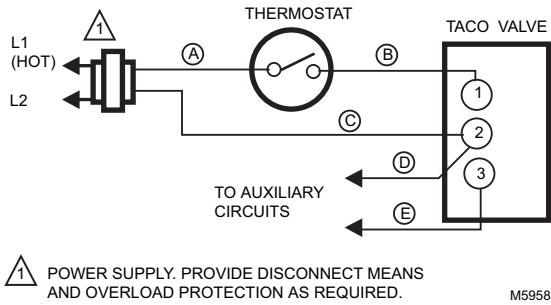 THERMOSTAT
TACO VALVE
1
L1
(HOT)
L2
A
B
1
C
2
D
3
TO AUXILIARY
CIRCUITS
E
1 POWER SUPPLY. PROVIDE DISCONNECT MEANS
AND OVERLOAD PROTECTION AS REQUIRED.
M5958